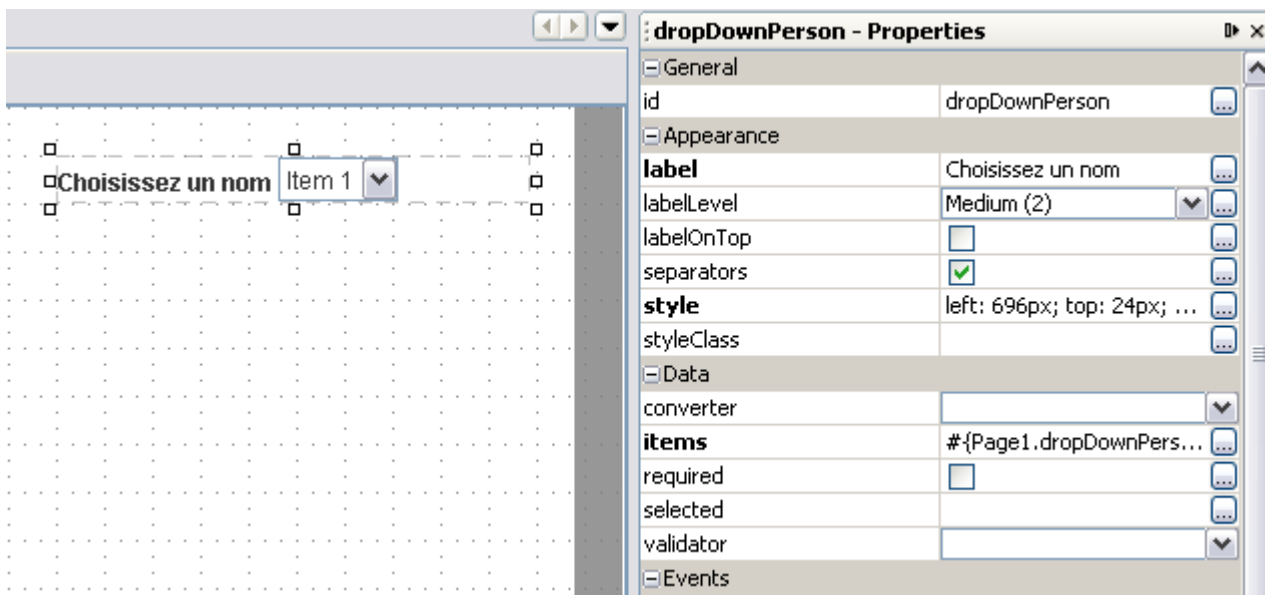 dropDownPerson - Properties
General
id dropDownPerson ...
Appearance
Choisissez un nom Item 1
label Choisissez un nom ...
labelLevel Medium (2) ...
labelOnTop ...
separators ...
style left: 696px; top: 24px; ... ...
styleClass ...
Data
converter
items #{Page1.dropDownPers... ...
required ...
selected ...
validator
Events